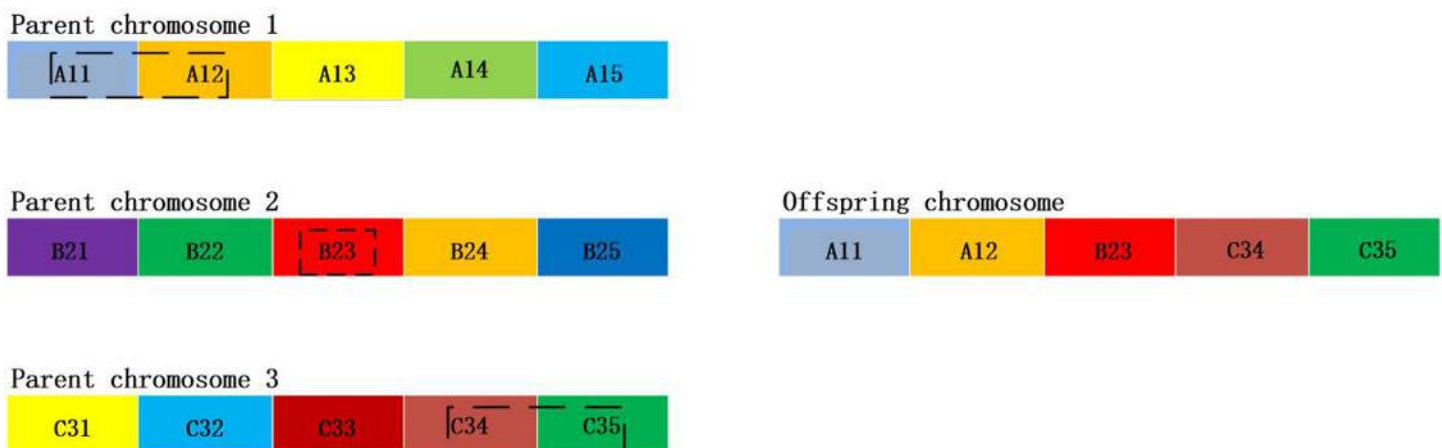 Parent chromosome 1
A11 A12 A13 A14 A15
Parent chromosome 2
B21 B22 B23 B24 B25
Offspring chromosome
A11 A12 B23 C34 C35
Parent chromosome 3
C31 C32 C33 C34 C35